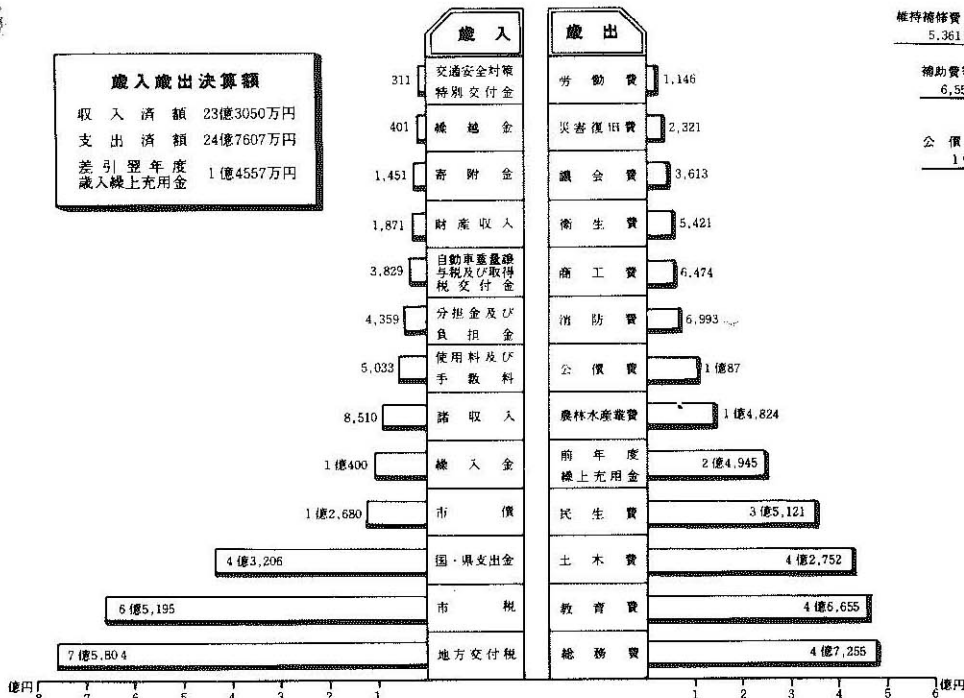 歳入歳出決算額
収入済額 23億3050万円
支出済額 24億7607万円
差引翌年度
歳入繰上充用金 1億4557万円
歳入
311 交通安全対策
特別交付金
401 繰越金
1,451 寄附金
1,871 財産収入
3,829 自動車重量譲
与税及び取得
税交付金
4,359 分担金及び
負担金
5,033 使用料及び
手数料
8,510 諸収入
1億400 繰入金
1億2,680 市債
4億3,206 国・県支出金
6億5,195 市税
7億5,804 地方交付税
億円 8 7 6 5 4 3 2 1
歳出
労働費 1,146
災害復旧費 2,321
議会費 3,613
衛生費 5,421
商工費 6,474
消防費 6,993
公債費 1億87
農林水産業費 1億4,824
前年度
繰上充用金 2億4,945
民生費 3億5,121
土木費 4億2,752
教育費 4億6,655
総務費 4億7,255
1 2 3 4 5 6 億円
維持補修費
5,361
補助費
6,55
公債
1